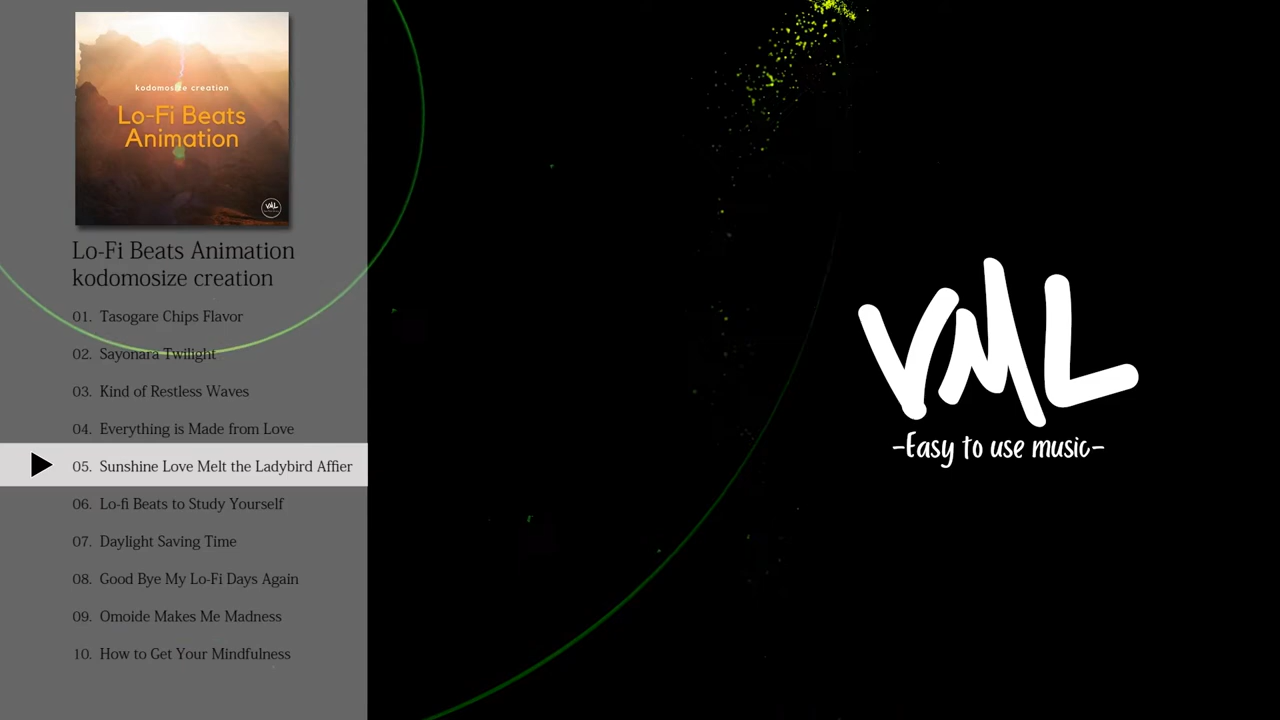 kodomosize creation
Lo-Fi Beats
Animation
VML
Lo-Fi Beats Animation
kodomosize creation
01. Tasogare Chips Flavor
02. Sayonara Twilight
03. Kind of Restless Waves
04. Everything is Made from Love
05. Sunshine Love Melt the Ladybird Affier
06. Lo-fi Beats to Study Yourself
07. Daylight Saving Time
08. Good Bye My Lo-Fi Days Again
09. Omoide Makes Me Madness
10. How to Get Your Mindfulness
VML
-Easy to use music-